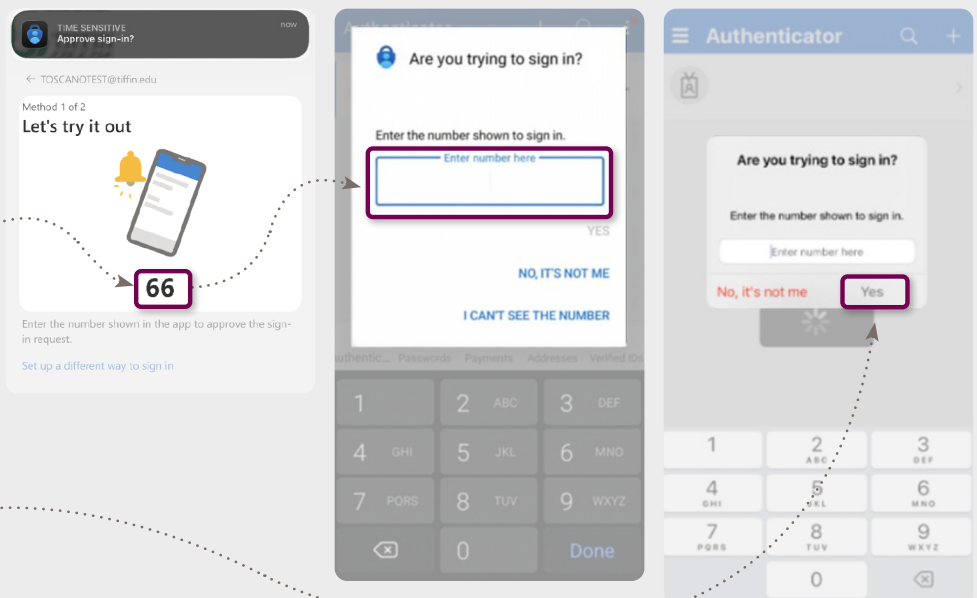 TIME SENSITIVE
now
Approve sign-in?
← TOSCANOTEST@tiffin.edu
Method 1 of 2
Let's try it out
66
Enter the number shown in the app to approve the sign-
in request.
Set up a different way to sign in
Authenticator
Are you trying to sign in?
Enter the number shown to sign in.
Enter number here
YES
NO, IT'S NOT ME
I CAN'T SEE THE NUMBER
uthentic... Passwords Payments Addresses Verified IDs
1
2 ABC
3 DEF
4 GHI
5 JKL
6 MNO
7 PQRS
8 TUV
9 WXYZ
0
Done
Authenticator
Are you trying to sign in?
Enter the number shown to sign in.
Enter number here
No, it's not me
Yes
1
2
ABC
3
DEF
4
GHI
5
JKL
6
MNO
7
PQRS
8
TUV
9
WXYZ
0